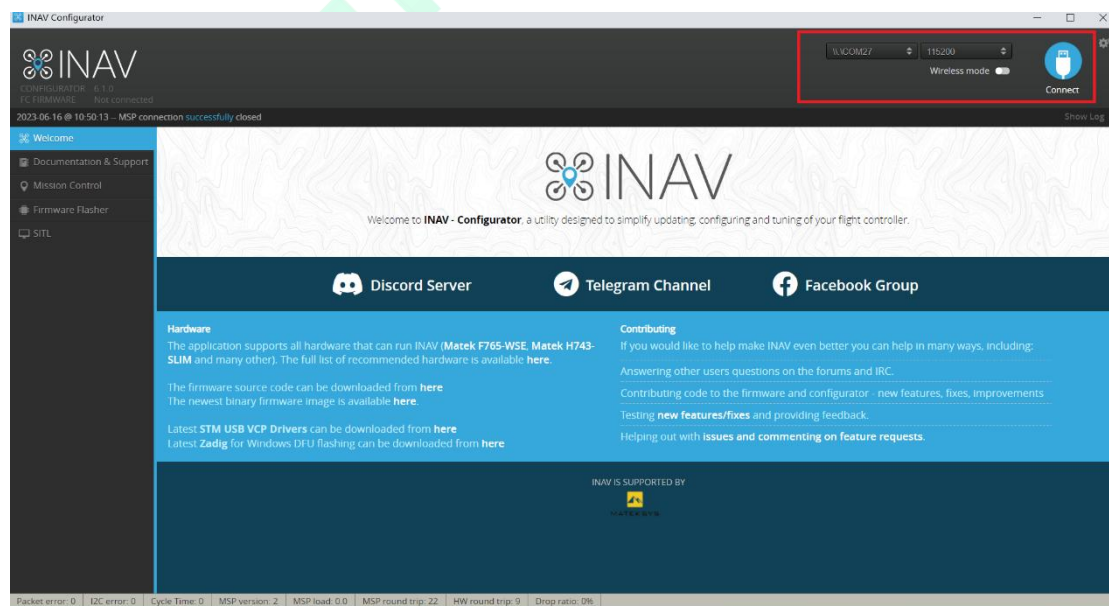 INAV Configurator
INAV
CONFIGURATOR 6.1.0
FC FIRMWARE Not connected
\\.\COM27
115200
Wireless mode
Connect
2023-06-16 @ 10:50:13 -- MSP connection successfully closed
Show Log
Welcome
Documentation & Support
Mission Control
Firmware Flasher
SITL
INAV
Welcome to INAV - Configurator, a utility designed to simplify updating, configuring and tuning of your flight controller.
Discord Server
Telegram Channel
Facebook Group
Hardware
The application supports all hardware that can run INAV (Matek F765-WSE, Matek H743-
SLIM and many other). The full list of recommended hardware is available here.
The firmware source code can be downloaded from here
The newest binary firmware image is available here.
Latest STM USB VCP Drivers can be downloaded from here
Latest Zadig for Windows DFU flashing can be downloaded from here
Contributing
If you would like to help make INAV even better you can help in many ways, including:
Answering other users questions on the forums and IRC.
Contributing code to the firmware and configurator - new features, fixes, improvements
Testing new features/fixes and providing feedback.
Helping out with issues and commenting on feature requests.
INAV IS SUPPORTED BY
Packet error: 0
I2C error: 0
Cycle Time: 0
MSP version: 2
MSP load: 0.0
MSP round trip: 22
HW round trip: 9
Drop ratio: 0%